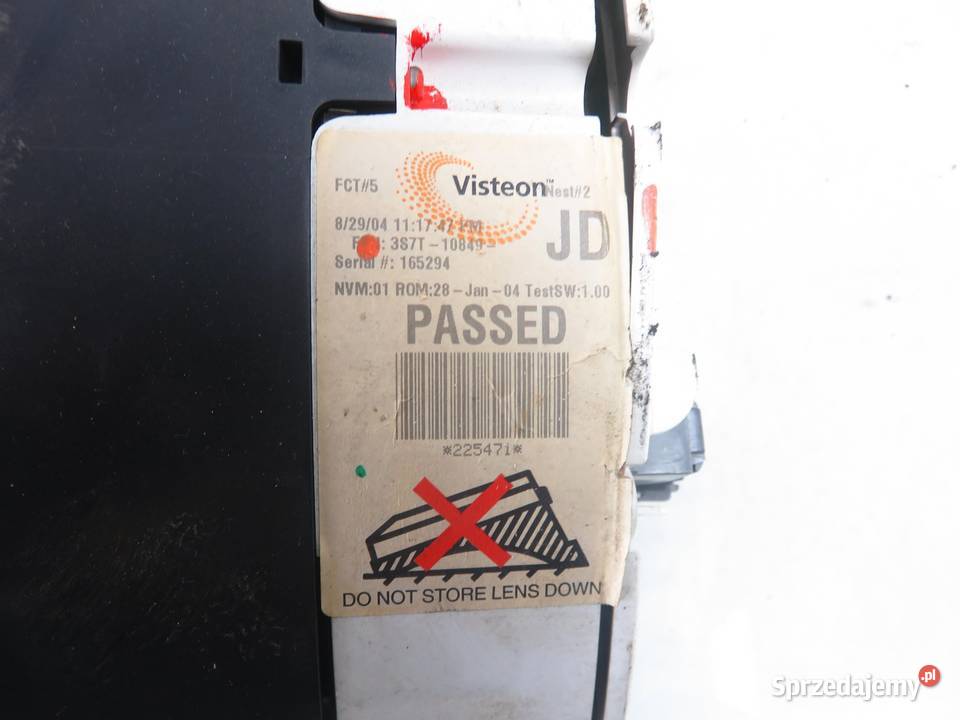 FCT#5 Visteon™ Nest#2
8/29/04 11:17:47 PM
: 3S7T-10849- JD
Serial #: 165294
NVM:01 ROM:28-Jan-04 TestSW:1.00
PASSED
*225471*
DO NOT STORE LENS DOWN
Sprzedajemy.pl